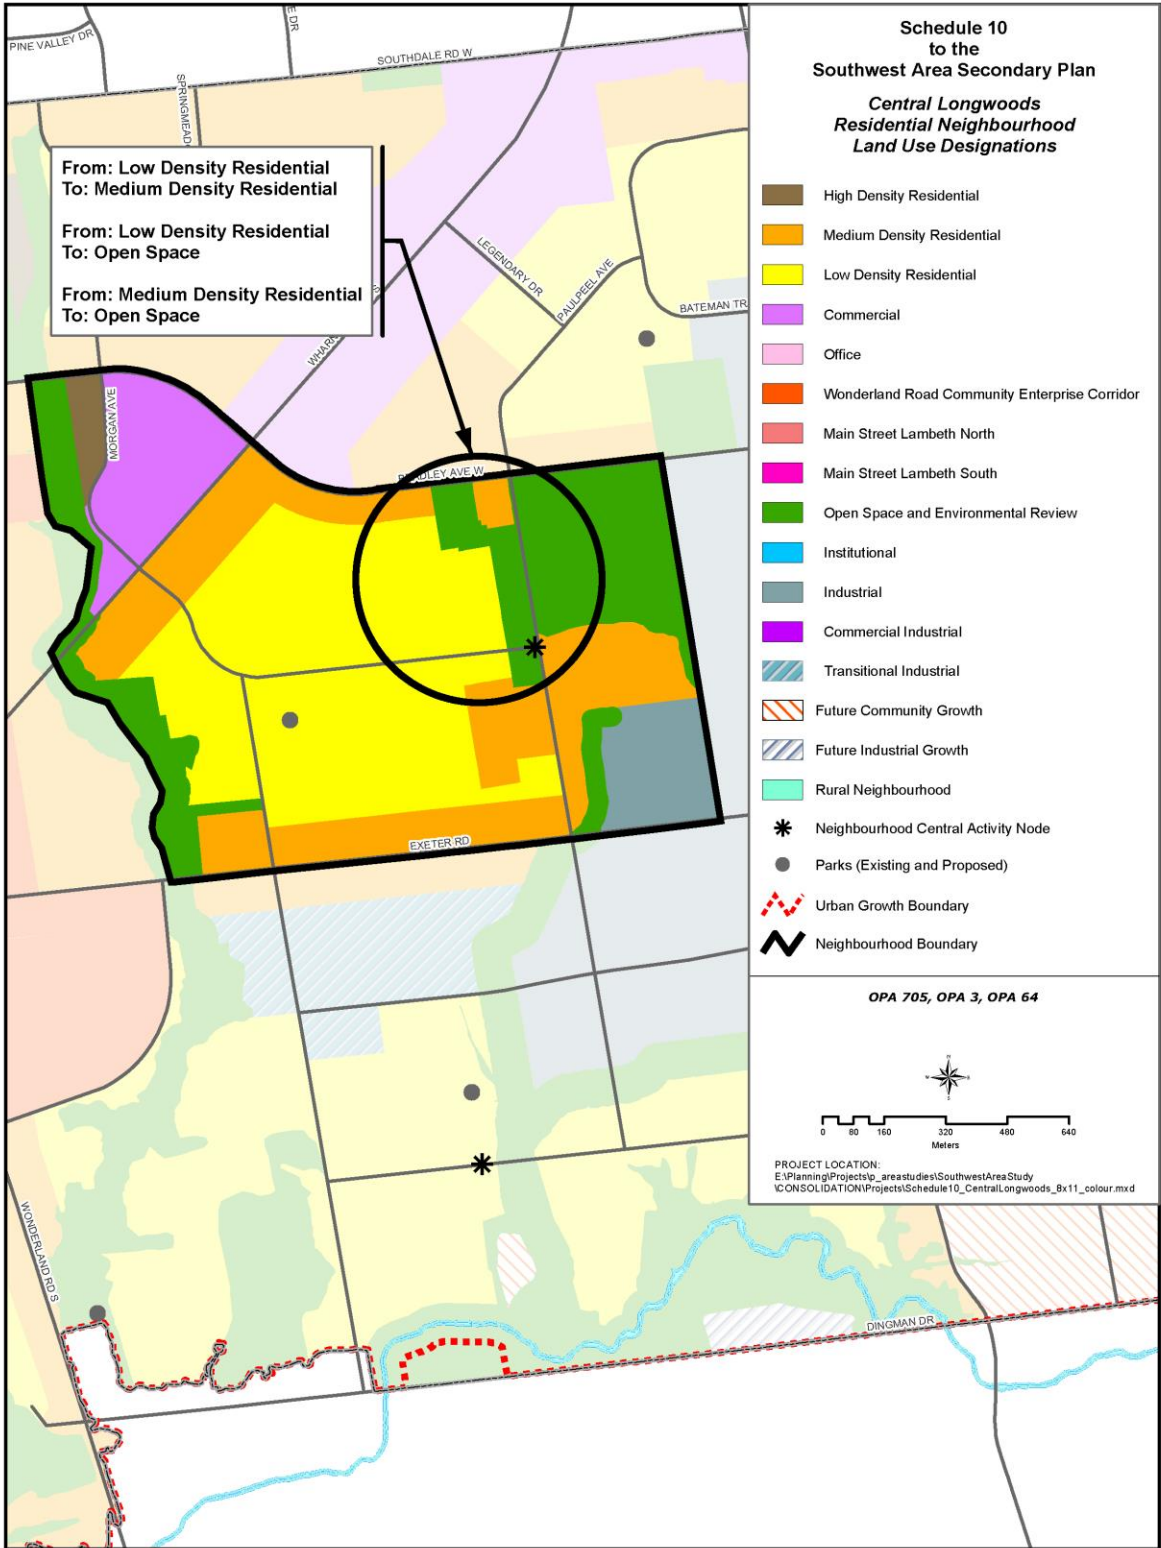 Schedule 10
to the
Southwest Area Secondary Plan
Central Longwoods
Residential Neighbourhood
Land Use Designations
High Density Residential
Medium Density Residential
Low Density Residential
Commercial
Office
Wonderland Road Community Enterprise Corridor
Main Street Lambeth North
Main Street Lambeth South
Open Space and Environmental Review
Institutional
Industrial
Commercial Industrial
Transitional Industrial
Future Community Growth
Future Industrial Growth
Rural Neighbourhood
Neighbourhood Central Activity Node
Parks (Existing and Proposed)
Urban Growth Boundary
Neighbourhood Boundary
OPA 705, OPA 3, OPA 64
N
W
E
S
0 80 160 320 480 640
Meters
PROJECT LOCATION:
E:\Planning\Projects\p_areastudies\SouthwestAreaStudy
\CONSOLIDATION\Projects\Schedule10_CentralLongwoods_8x11_colour.mxd
PINE VALLEY DR
E DR
SOUTHDALE RD W
SPRINGMEAD
From: Low Density Residential
To: Medium Density Residential
From: Low Density Residential
To: Open Space
From: Medium Density Residential
To: Open Space
LEGENDARY DR
PAULPEEL AVE
BATEMAN TR
WHARN
S
MORGAN AVE
DLEY AVE W
EXETER RD
WONDERLAND RD S
DINGMAN DR